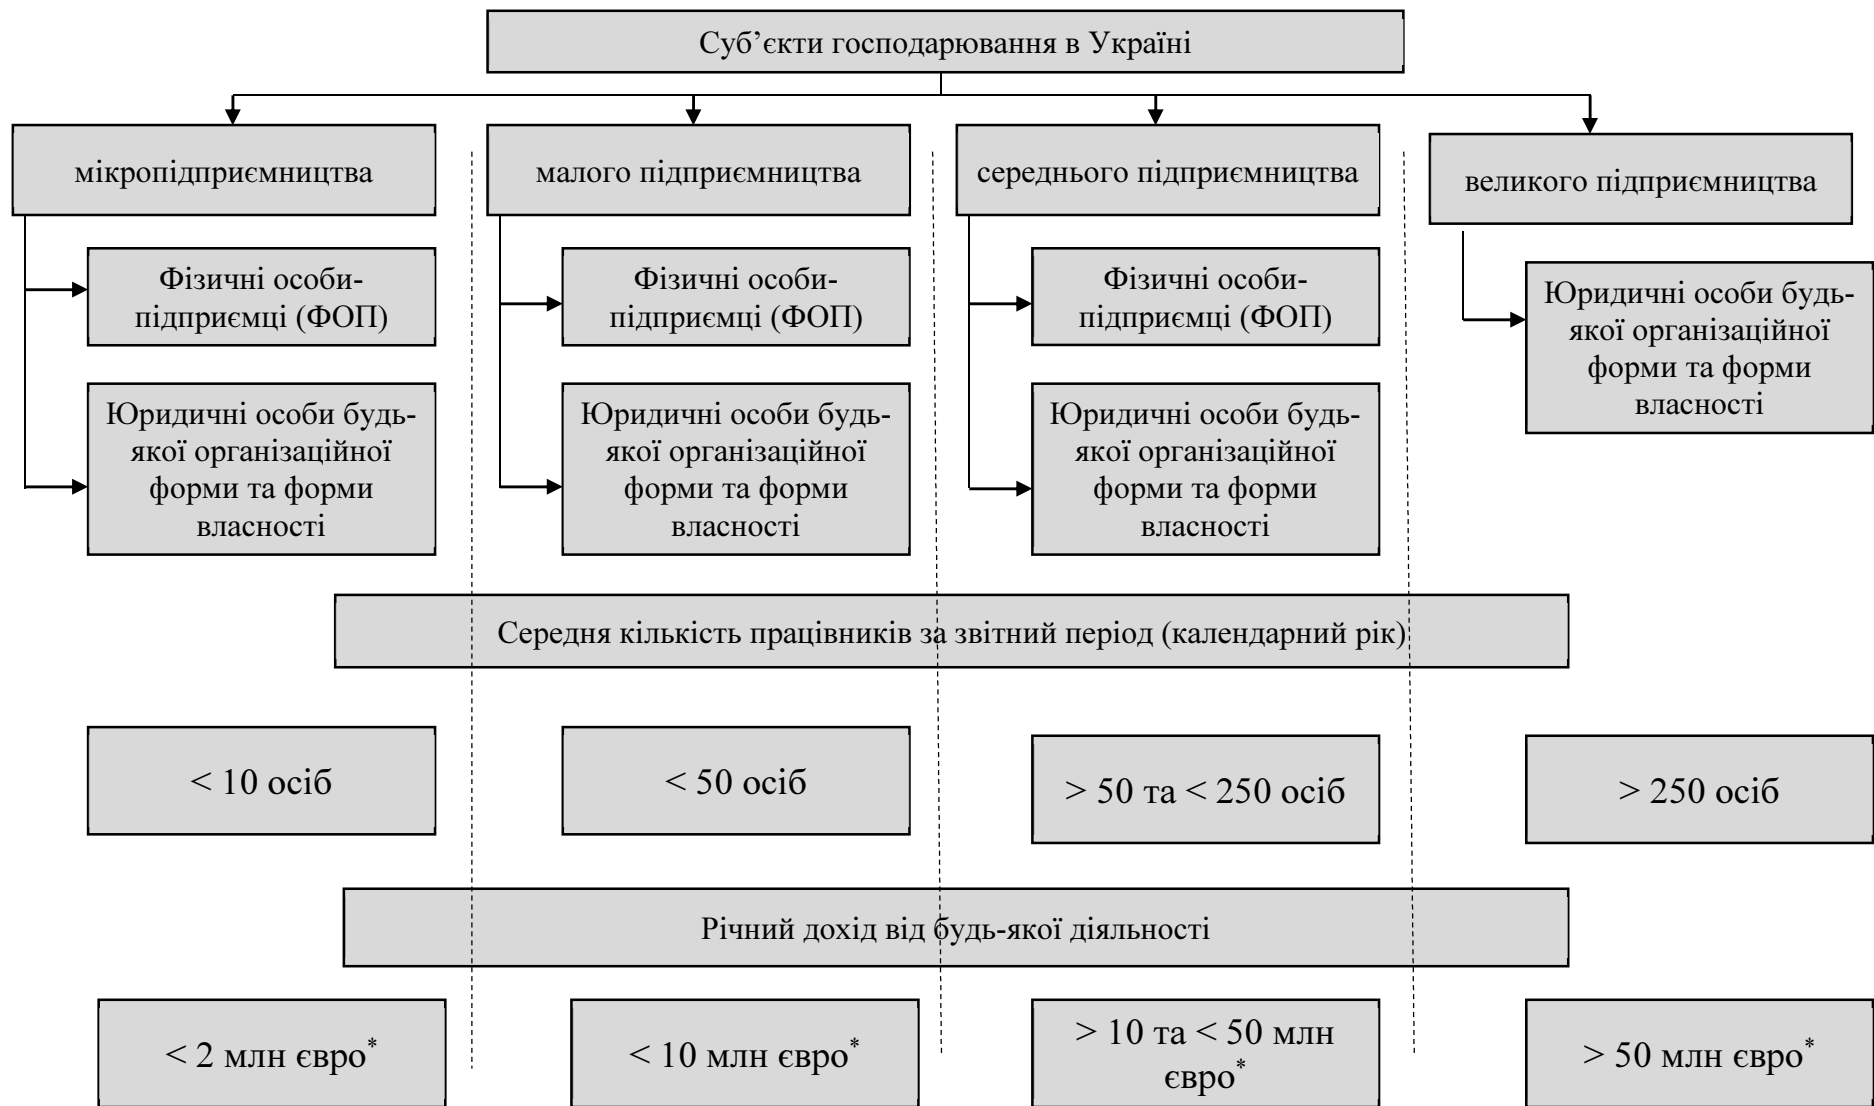 Суб’єкти господарювання в Україні
мікропідприємництва
малого підприємництва
середнього підприємництва
великого підприємництва
Фізичні особи-
підприємці (ФОП)
Фізичні особи-
підприємці (ФОП)
Фізичні особи-
підприємці (ФОП)
Юридичні особи будь-
якої організаційної
форми та форми
власності
Юридичні особи будь-
якої організаційної
форми та форми
власності
Юридичні особи будь-
якої організаційної
форми та форми
власності
Юридичні особи будь-
якої організаційної
форми та форми
власності
Середня кількість працівників за звітний період (календарний рік)
< 10 осіб
< 50 осіб
> 50 та < 250 осіб
> 250 осіб
Річний дохід від будь-якої діяльності
< 2 млн євро*
< 10 млн євро*
> 10 та < 50 млн
євро*
> 50 млн євро*